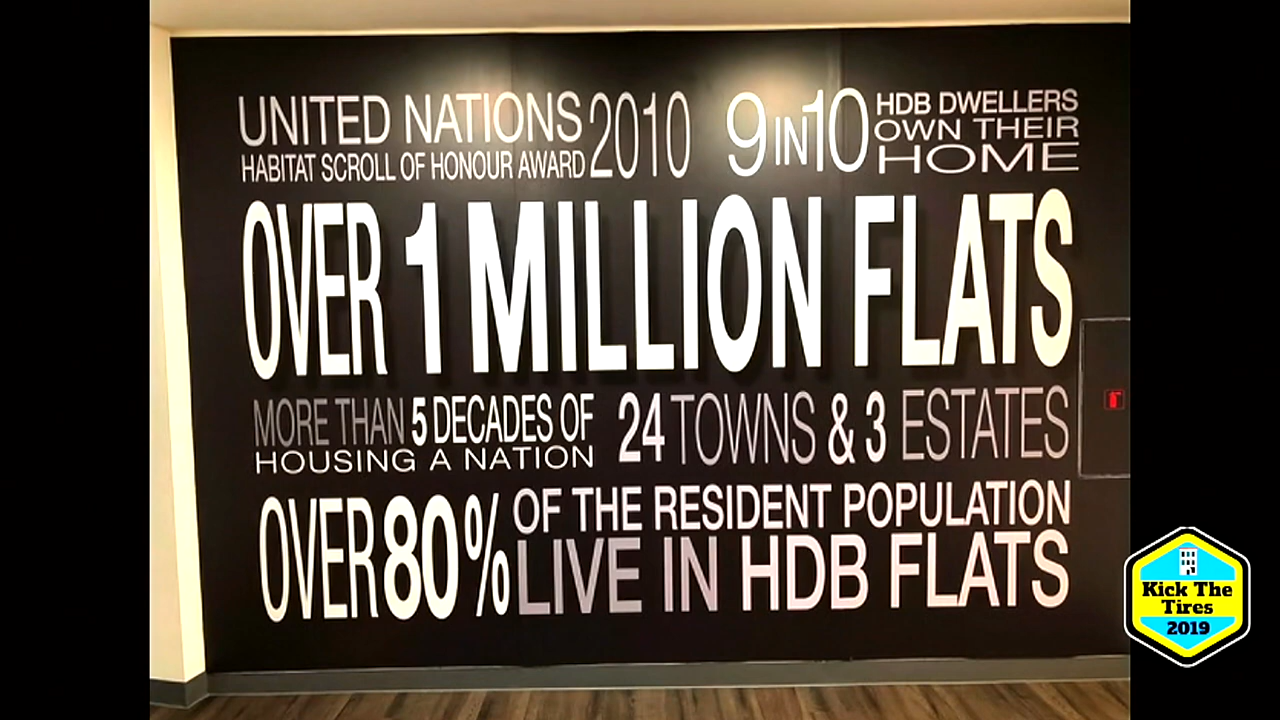 UNITED NATIONS
HABITAT SCROLL OF HONOUR AWARD 2010
9 IN 10 HDB DWELLERS
OWN THEIR
HOME
OVER 1 MILLION FLATS
MORE THAN 5 DECADES OF
HOUSING A NATION
24 TOWNS & 3 ESTATES
OVER 80% OF THE RESIDENT POPULATION
LIVE IN HDB FLATS
Kick The
Tires
2019